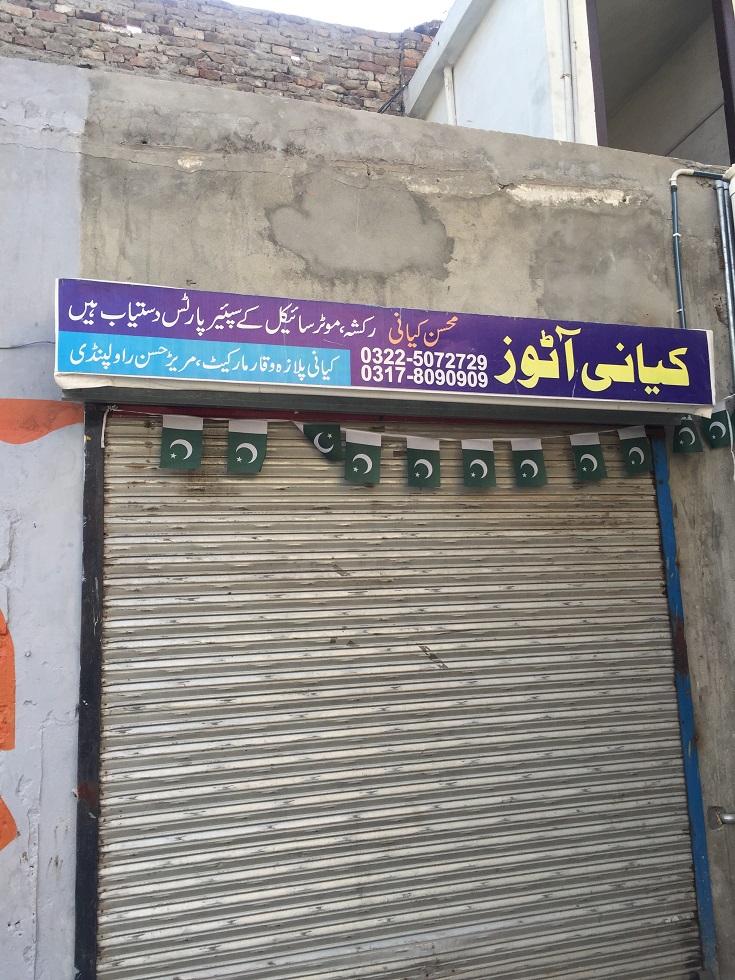 کیانی آٹوز
محسن کیانی
رکشہ، موٹر سائیکل کے سپئیر پارٹس دستیاب ہیں
0322-5072729
0317-8090909
کیانی پلازہ وقار مارکیٹ، مریڑ حسن راولپنڈی